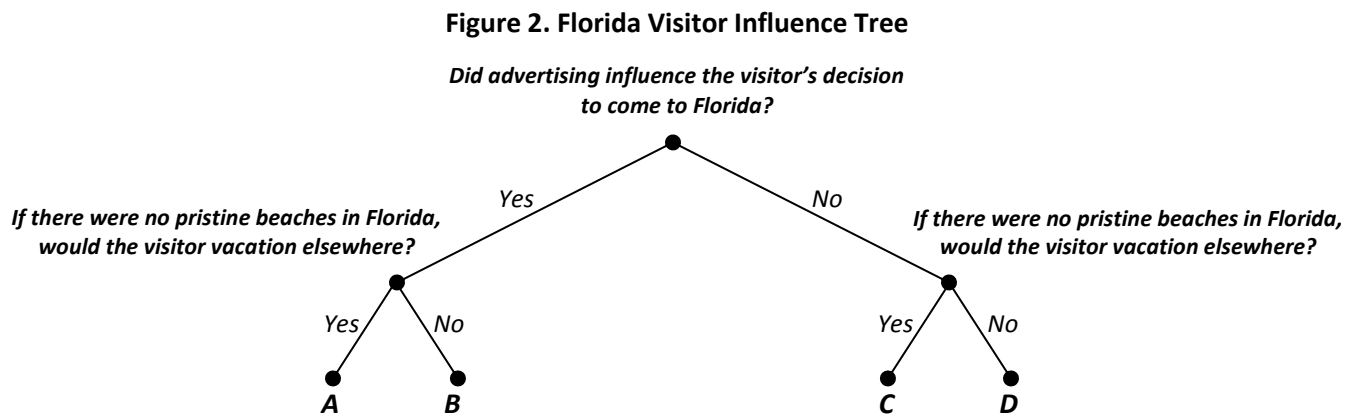 Figure 2. Florida Visitor Influence Tree
Did advertising influence the visitor's decision
to come to Florida?
Yes
No
If there were no pristine beaches in Florida,
would the visitor vacation elsewhere?
If there were no pristine beaches in Florida,
would the visitor vacation elsewhere?
Yes
No
Yes
No
A
B
C
D